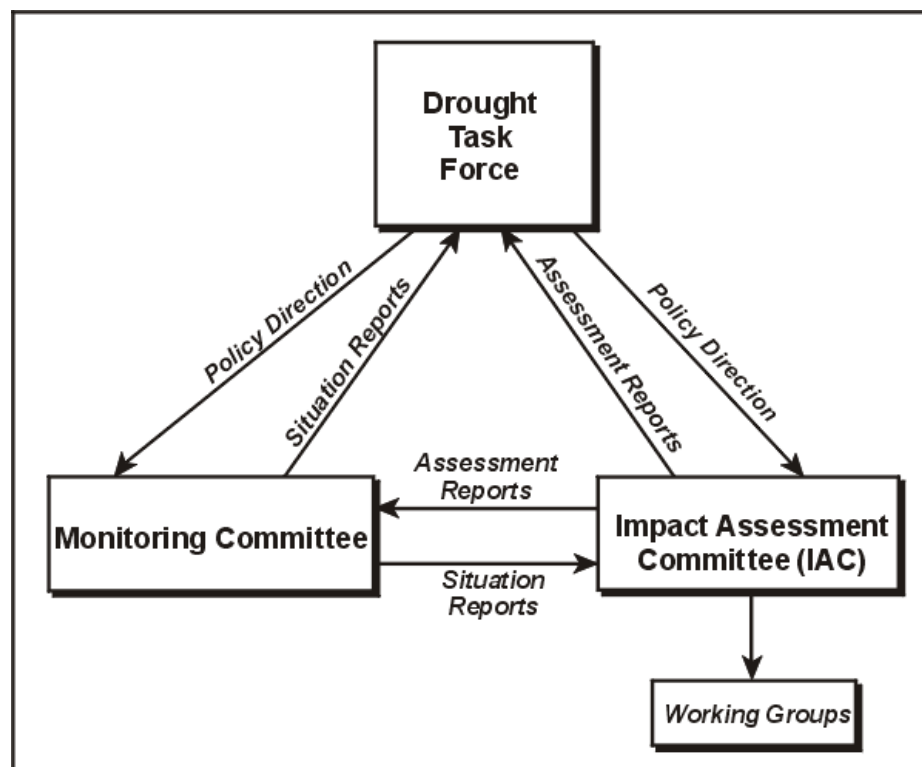 Drought
Task
Force
Policy Direction
Situation Reports
Assessment Reports
Policy Direction
Assessment
Reports
Monitoring Committee
Impact Assessment
Committee (IAC)
Situation
Reports
Working Groups